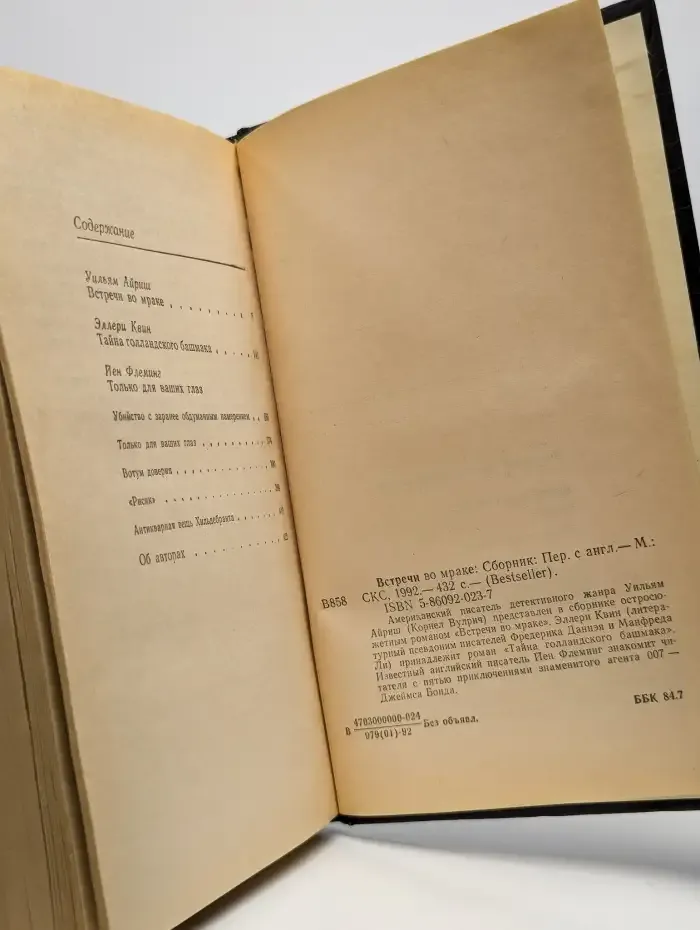 Содержание
Уильям Айриш
Встречи во мраке . . . . . . . . 7
Эллери Квин
Тайна голландского башмака . . . . .
Йен Флеминг
Только для ваших глаз
Убийство с заранее обдуманным намерением . .
Только для ваших глаз . . . . . . . .
Вотум доверия . . . . . . . . . . . .
«Рисик» . . . . . . . . . . . . . .
Антикварная вещь Хильдебранта . . . . . .
Об авторах . . . . . . . . . . .
Встречи во мраке: Сборник: Пер. с англ.— М.:
В858 СКС, 1992.— 432 с.— (Bestseller).
ISBN 5-86092-023-7
Американский писатель детективного жанра Уильям
Айриш (Корнел Вулрич) представлен в сборнике остросю-
жетным романом «Встречи во мраке». Эллери Квин (литера-
турный псевдоним писателей Фредерика Даннэя и Манфреда
Ли) принадлежит роман «Тайна голландского башмака».
Известный английский писатель Йен Флеминг знакомит чи-
тателя с пятью приключениями знаменитого агента 007 —
Джеймса Бонда.
В 4703000000-024
979(01)-92 Без объявл.
ББК 84.7